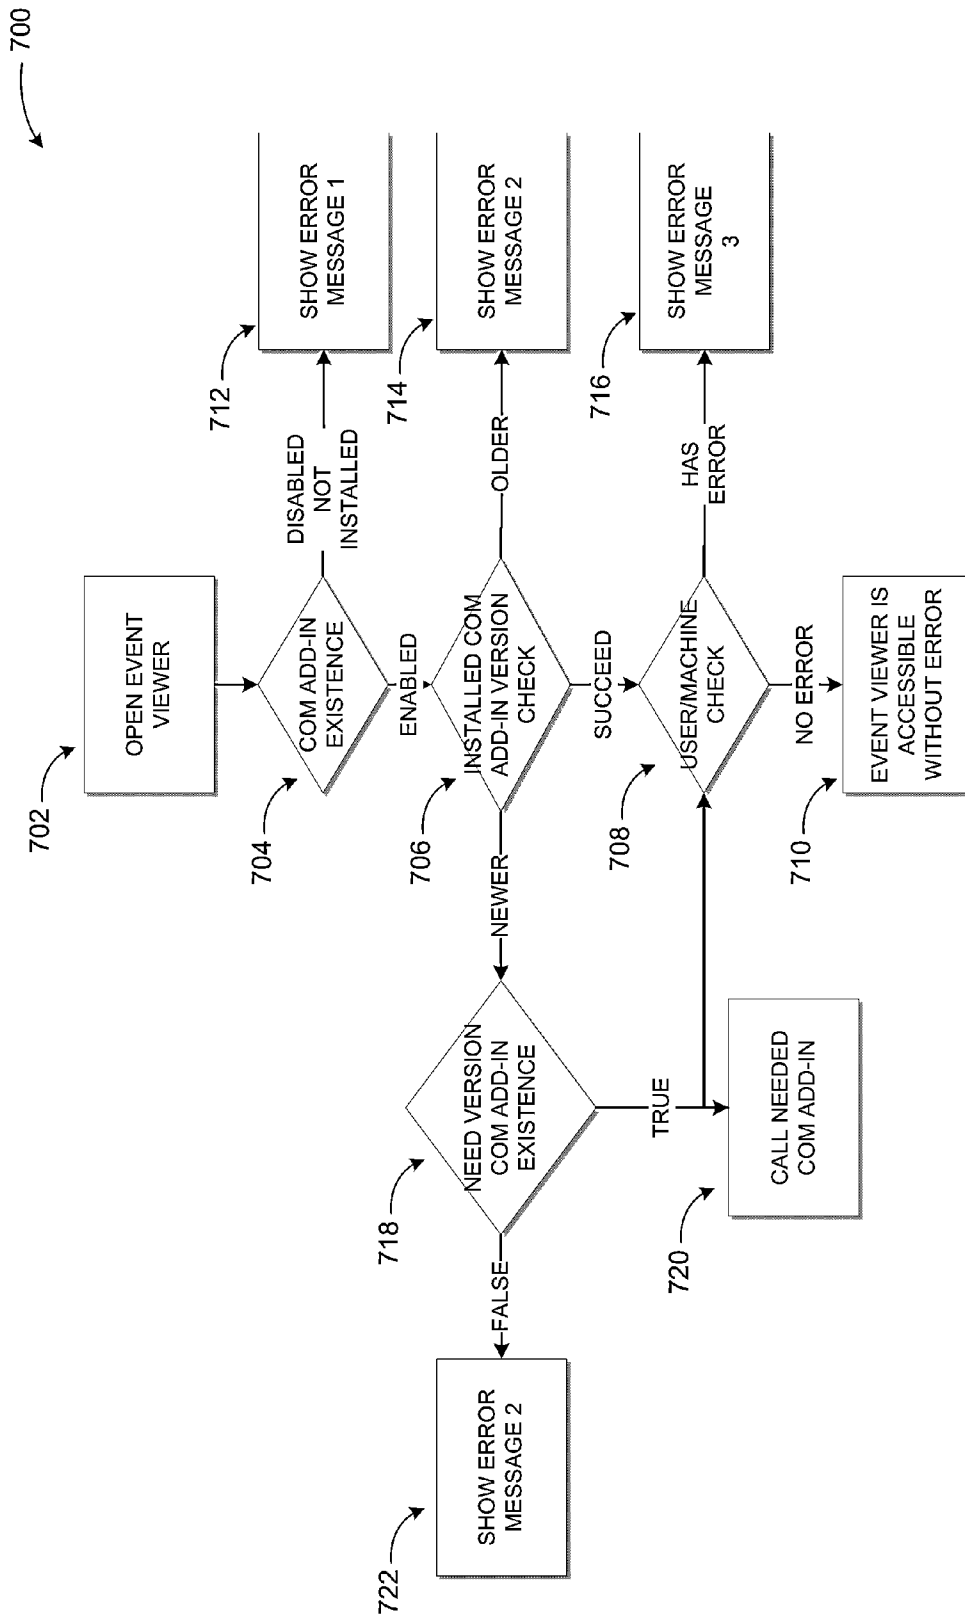 700
702
OPEN EVENT
VIEWER
704
COM ADD-IN
EXISTENCE
DISABLED
NOT
INSTALLED
712
SHOW ERROR
MESSAGE 1
ENABLED
706
INSTALLED COM
ADD-IN VERSION
CHECK
OLDER
714
SHOW ERROR
MESSAGE 2
NEWER
718
NEED VERSION
COM ADD-IN
EXISTENCE
FALSE
722
SHOW ERROR
MESSAGE 2
TRUE
720
CALL NEEDED
COM ADD-IN
SUCCEED
708
USER/MACHINE
CHECK
HAS
ERROR
716
SHOW ERROR
MESSAGE
3
NO ERROR
710
EVENT VIEWER IS
ACCESSIBLE
WITHOUT ERROR